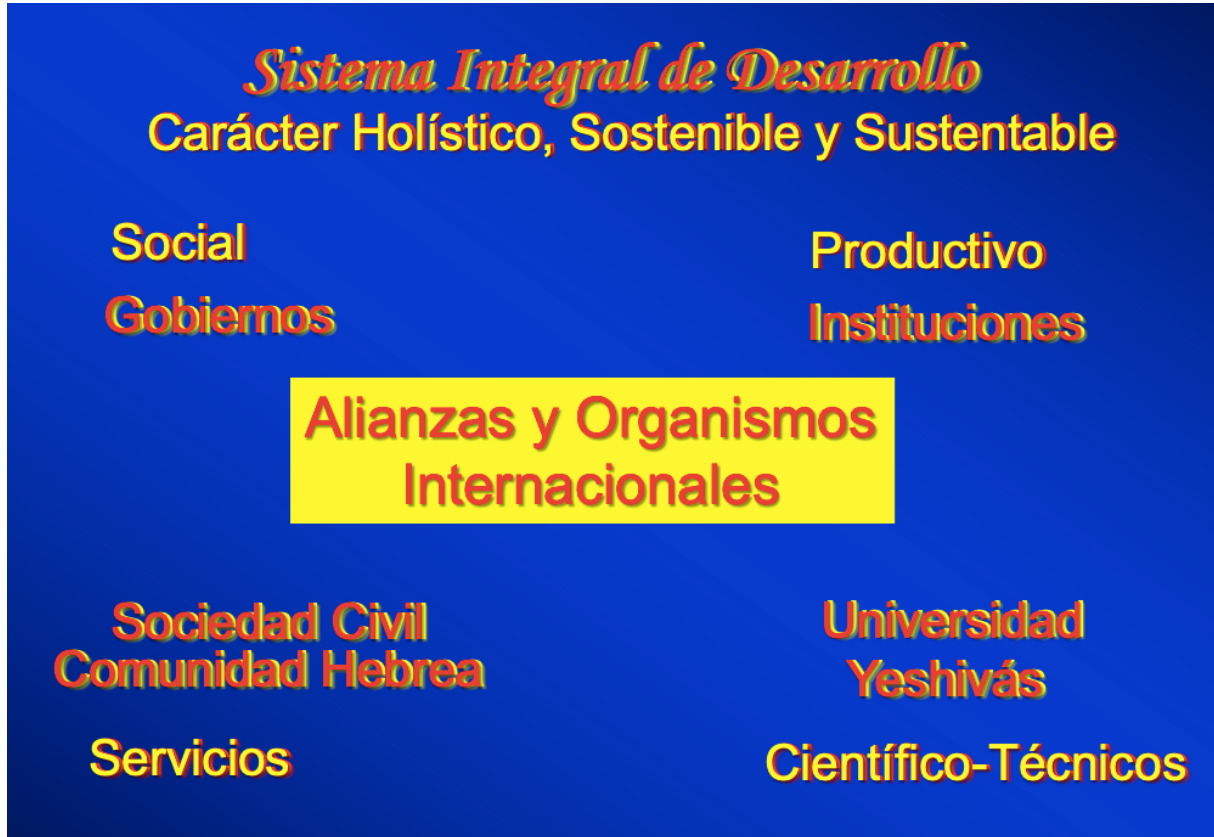 Sistema Integral de Desarrollo
Carácter Holístico, Sostenible y Sustentable
Social
Productivo
Gobiernos
Instituciones
Alianzas y Organismos
Internacionales
Sociedad Civil
Comunidad Hebrea
Universidad
Yeshivás
Servicios
Científico-Técnicos